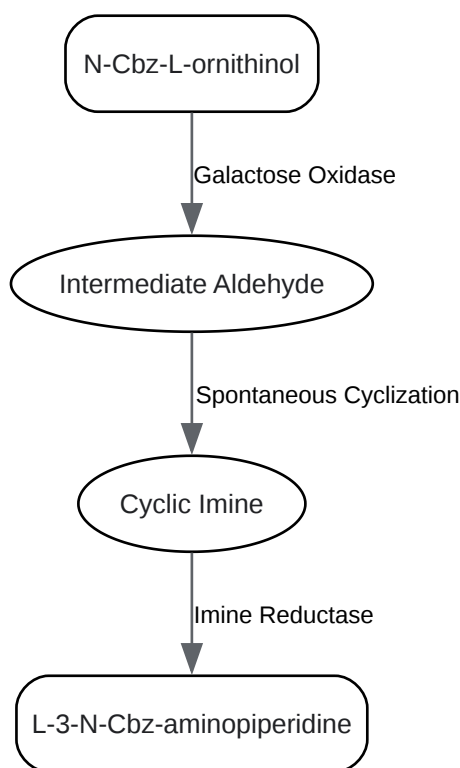 N-Cbz-L-ornithinol
Galactose Oxidase
Intermediate Aldehyde
Spontaneous Cyclization
Cyclic Imine
Imine Reductase
L-3-N-Cbz-aminopiperidine